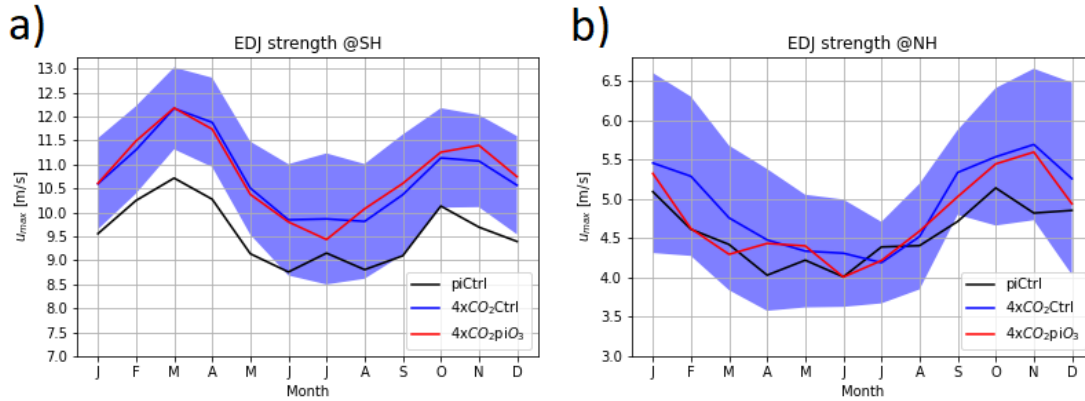 a)
EDJ strength @SH
13.0
12.5
12.0
11.5
11.0
10.5
10.0
9.5
9.0
8.5
8.0
7.5
7.0
u_max [m/s]
J F M A M J J A S O N D
Month
piCtrl
4xCO₂Ctrl
4xCO₂piO₃
b)
EDJ strength @NH
6.5
6.0
5.5
5.0
4.5
4.0
3.5
3.0
u_max [m/s]
J F M A M J J A S O N D
Month
piCtrl
4xCO₂Ctrl
4xCO₂piO₃